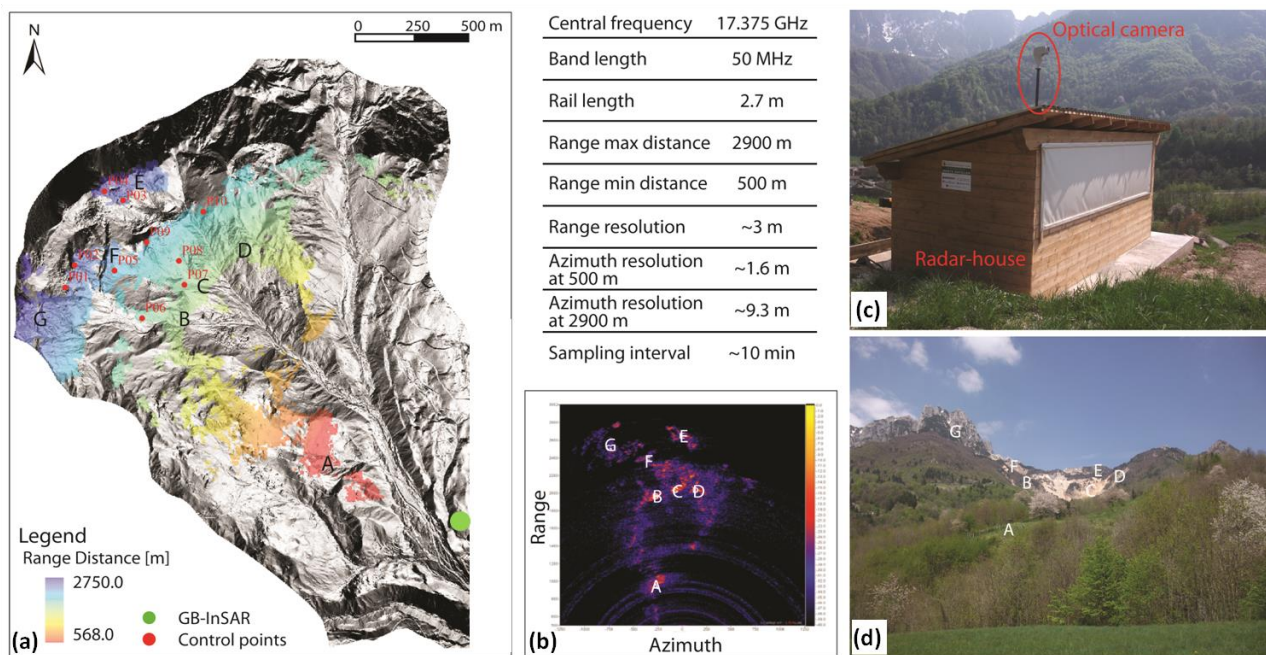 N
0 250 500 m
E
P03
P10
P09
F
P05
P08
D
P07
C
P01
G
P06
B
A
Legend
Range Distance [m]
2750.0
568.0
GB-InSAR
Control points
(a)
Central frequency 17.375 GHz
Band length 50 MHz
Rail length 2.7 m
Range max distance 2900 m
Range min distance 500 m
Range resolution ~3 m
Azimuth resolution
at 500 m ~1.6 m
Azimuth resolution
at 2900 m ~9.3 m
Sampling interval ~10 min
G
E
F
B
C
D
A
Range
Azimuth
(b)
Optical camera
Radar-house
(c)
G
F
E
D
B
C
A
(d)